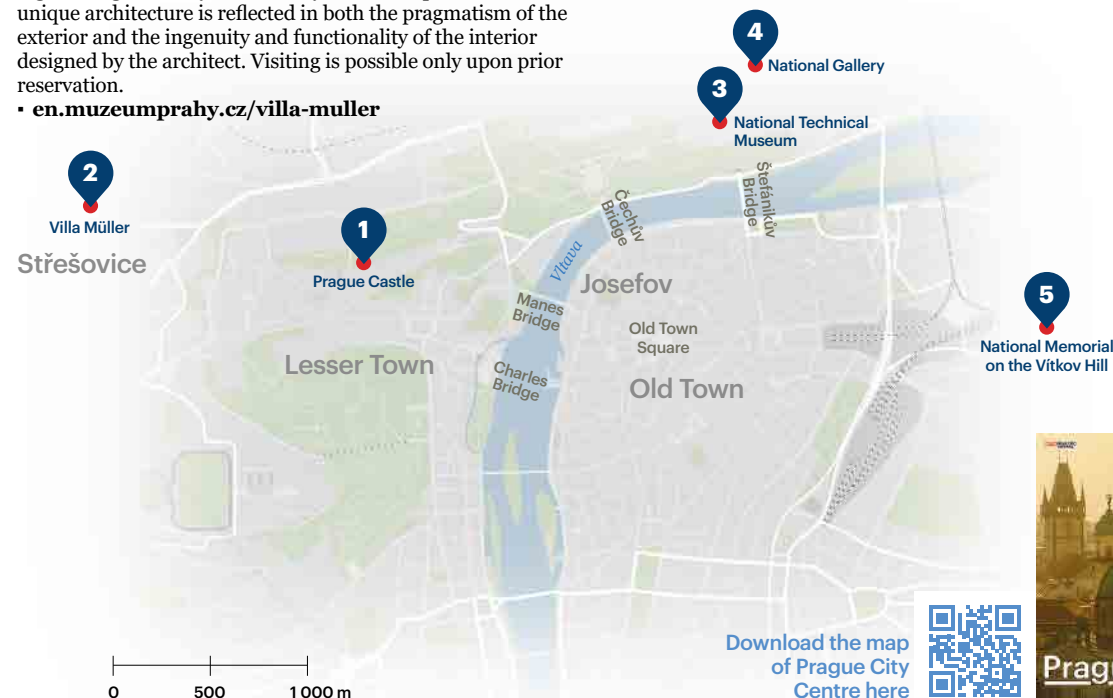 unique architecture is reflected in both the pragmatism of the
exterior and the ingenuity and functionality of the interior
designed by the architect. Visiting is possible only upon prior
reservation.
▪ en.muzeumprahy.cz/villa-muller
4
National Gallery
3
National Technical
Museum
2
Villa Müller
Střešovice
1
Prague Castle
Štefánikův
Bridge
Čechův
Bridge
Vltava
Josefov
Manes
Bridge
Old Town
Square
5
National Memorial
on the Vítkov Hill
Lesser Town
Charles
Bridge
Old Town
Download the map
of Prague City
Centre here
0 500 1 000 m